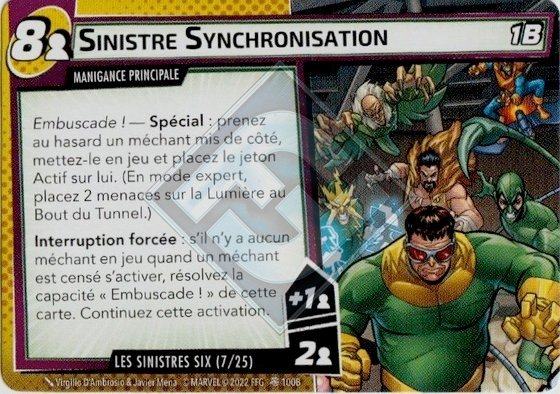 8 SINISTRE SYNCHRONISATION 1B
MANIGANCE PRINCIPALE
Embuscade ! — Spécial : prenez
au hasard un méchant mis de côté,
mettez-le en jeu et placez le jeton
Actif sur lui. (En mode expert,
placez 2 menaces sur la Lumière au
Bout du Tunnel.)
Interruption forcée : s'il n'y a aucun
méchant en jeu quand un méchant
est censé s'activer, résolvez la
capacité « Embuscade ! » de cette
carte. Continuez cette activation.
+1
2
LES SINISTRES SIX (7/25)
Virgilio D'Ambrosio & Javier Mena © MARVEL © 2022 FFG 100B